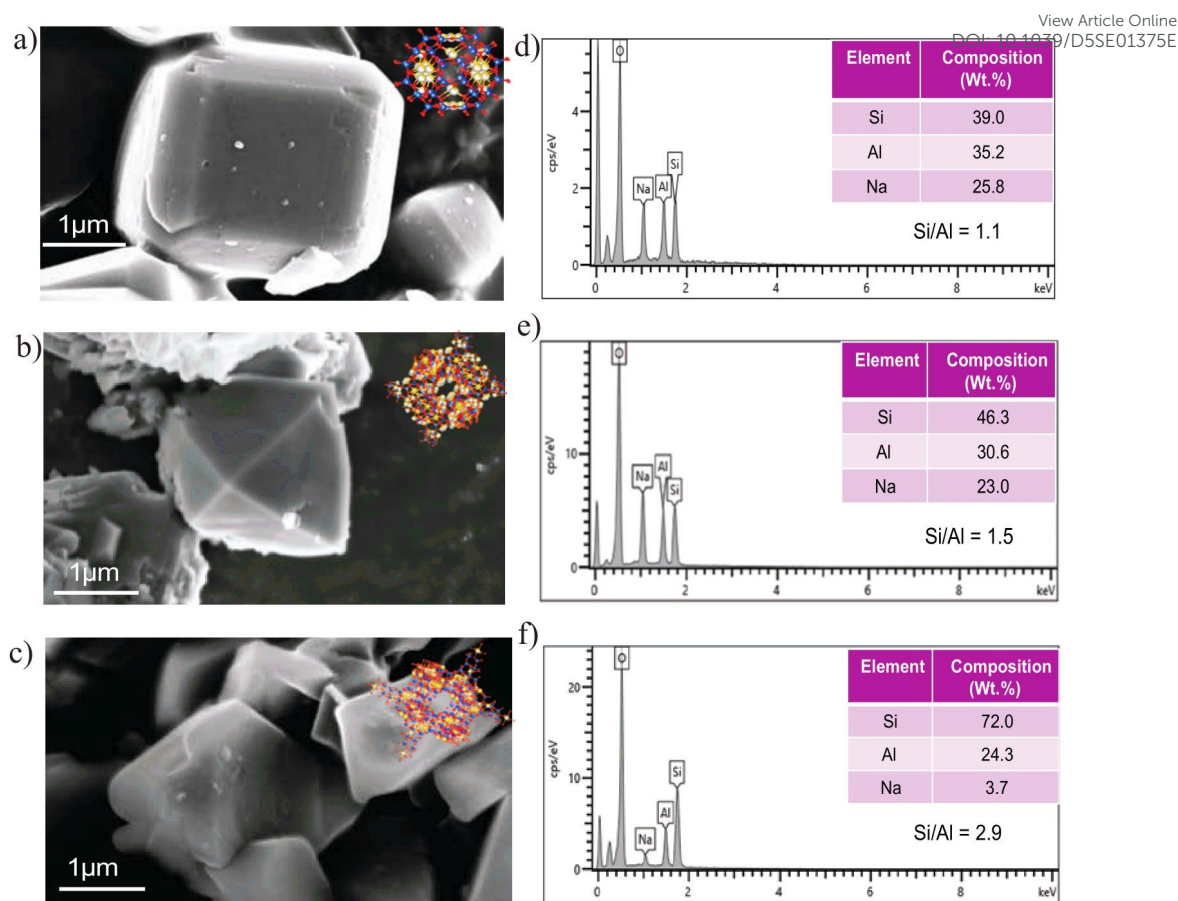 View Article Online
DOI: 10.1039/D5SE01375E
a)
1µm
d)
cps/eV
4
2
0
O
Na
Al
Si
0 2 4 6 8 keV
Element Composition (Wt.%)
Si 39.0
Al 35.2
Na 25.8
Si/Al = 1.1
b)
1µm
e)
cps/eV
10
0
O
Na
Al
Si
0 2 4 6 8 keV
Element Composition (Wt.%)
Si 46.3
Al 30.6
Na 23.0
Si/Al = 1.5
c)
1µm
f)
cps/eV
20
10
0
O
Na
Al
Si
0 2 4 6 8 keV
Element Composition (Wt.%)
Si 72.0
Al 24.3
Na 3.7
Si/Al = 2.9